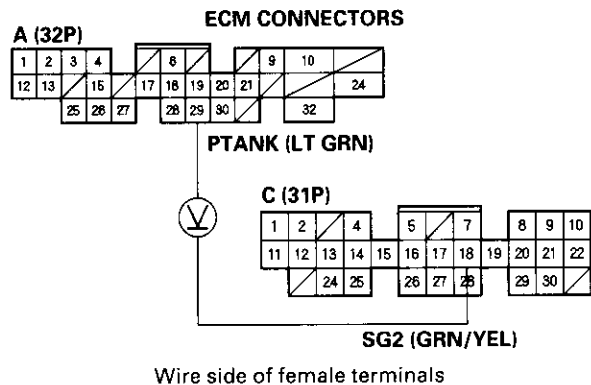 ECM CONNECTORS
A (32P)
1 2 3 4 6 9 10
12 13 15 17 18 19 20 21 24
25 26 27 28 29 30 32
PTANK (LT GRN)
V
C (31P)
1 2 4 5 7 8 9 10
11 12 13 14 15 16 17 18 19 20 21 22
24 25 26 27 28 29 30
SG2 (GRN/YEL)
Wire side of female terminals